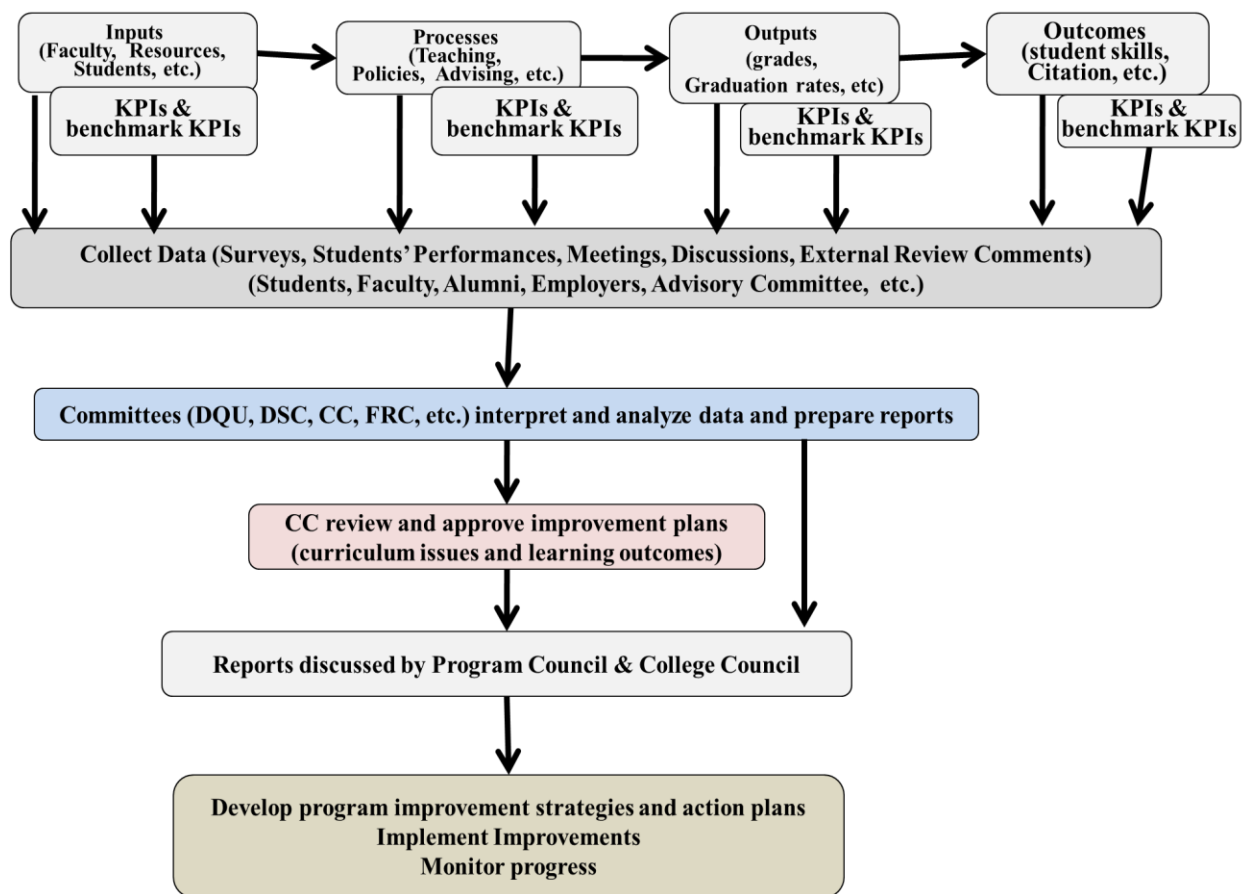 Inputs
(Faculty, Resources,
Students, etc.)
KPIs &
benchmark KPIs
Processes
(Teaching,
Policies, Advising, etc.)
KPIs &
benchmark KPIs
Outputs
(grades,
Graduation rates, etc)
KPIs &
benchmark KPIs
Outcomes
(student skills,
Citation, etc.)
KPIs &
benchmark KPIs
Collect Data (Surveys, Students’ Performances, Meetings, Discussions, External Review Comments)
(Students, Faculty, Alumni, Employers, Advisory Committee, etc.)
Committees (DQU, DSC, CC, FRC, etc.) interpret and analyze data and prepare reports
CC review and approve improvement plans
(curriculum issues and learning outcomes)
Reports discussed by Program Council & College Council
Develop program improvement strategies and action plans
Implement Improvements
Monitor progress